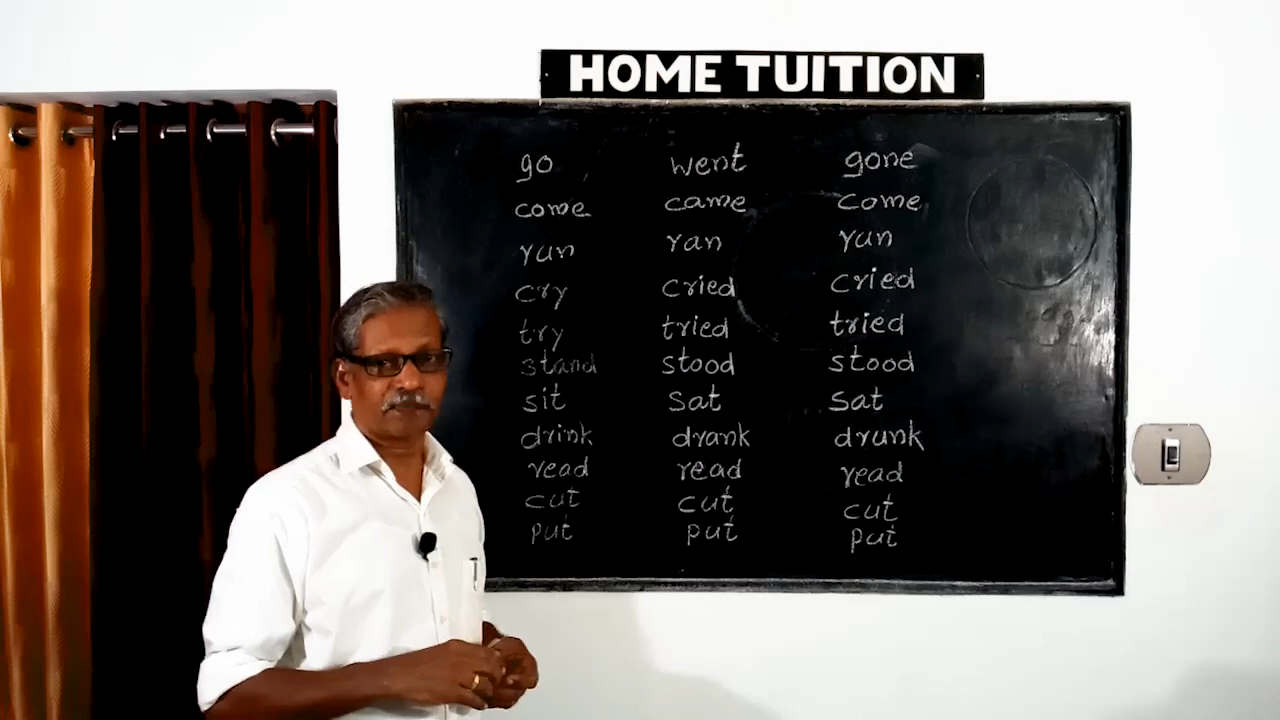 HOME TUITION
go went gone
come came come
run ran run
cry cried cried
try tried tried
stand stood stood
sit sat sat
drink drank drunk
read read read
cut cut cut
put put put